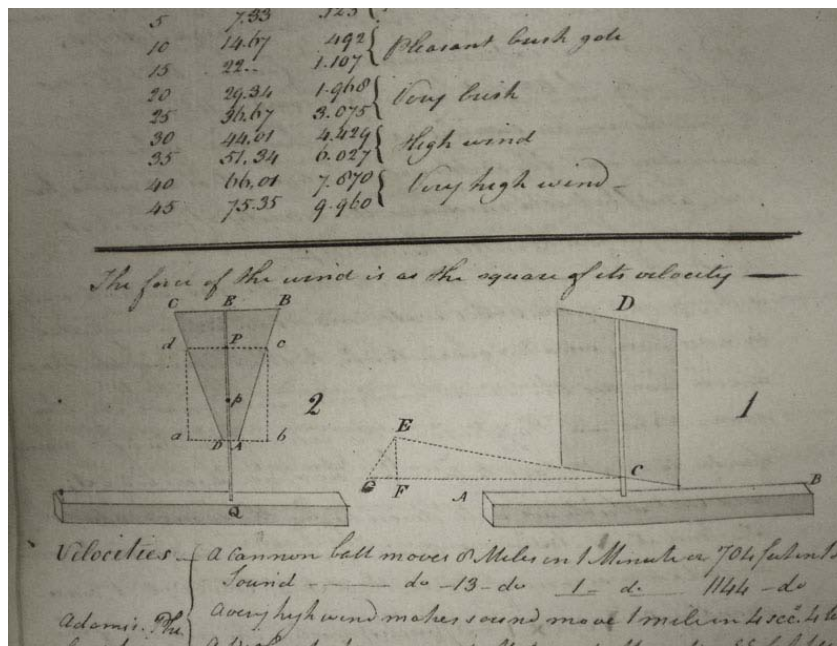 5 7.33 .123
10 14.67 .492 { Pleasant brisk gale
15 22.. 1.107
20 29.34 1.968 { Very brisk
25 36.67 3.075
30 44.01 4.429 { High wind
35 51.34 6.027
40 66.01 7.870 { Very high wind
45 75.35 9.960
The force of the wind is as the square of its velocity
C E B
d P c
p
a D A b
2
Q
D
1
E
G F A C B
Velocities { A Cannon ball moves 8 Miles in 1 Minute or 704 feet in 1
Sound do 13 do 1 d. 1144 do
Adams. Phi. A very high wind makes sound move 1 mile in 4 sec. 4